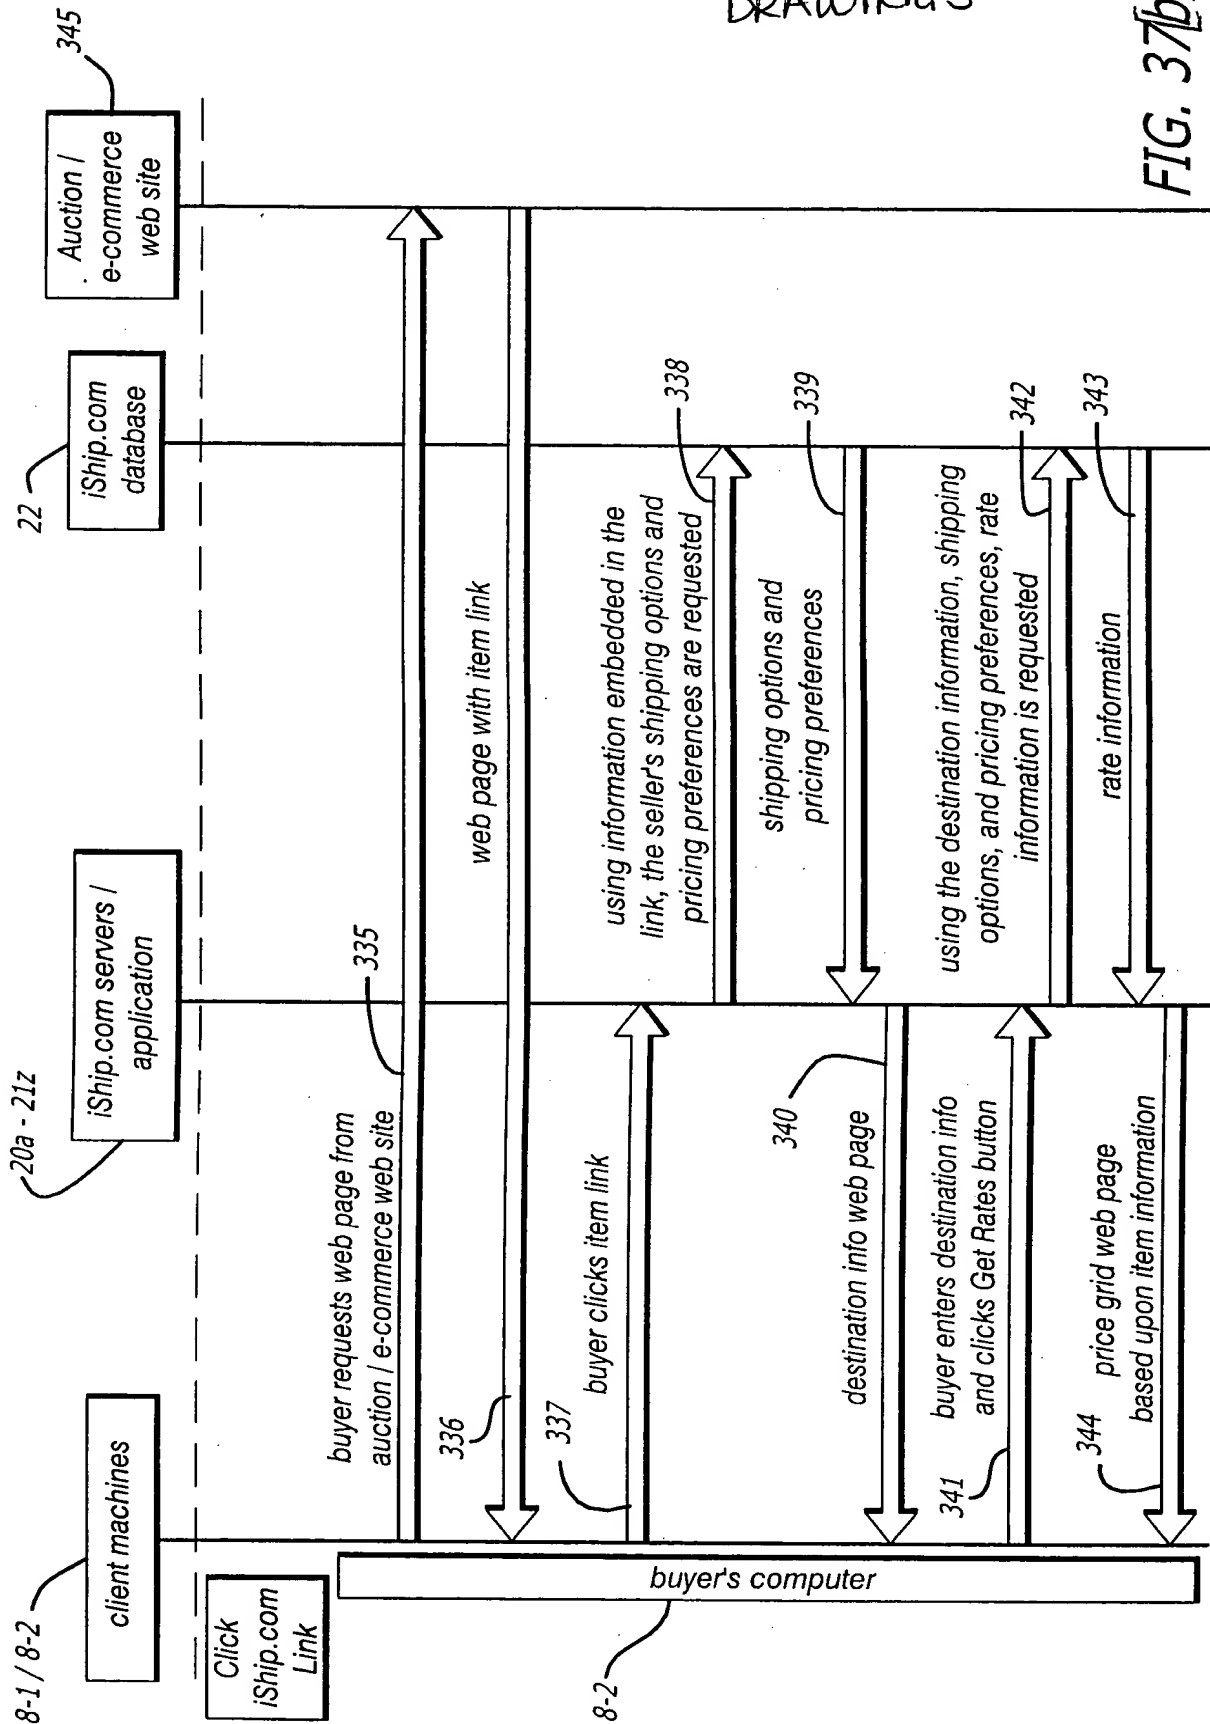 DRAWINGS
FIG. 37b
8-1 / 8-2
client machines
20a - 21z
iShip.com servers /
application
22
iShip.com
database
345
Auction /
e-commerce
web site
Click
iShip.com
Link
buyer's computer
8-2
buyer requests web page from
auction / e-commerce web site
335
336
web page with item link
337
buyer clicks item link
using information embedded in the
link, the seller's shipping options and
pricing preferences are requested
338
shipping options and
pricing preferences
339
340
destination info web page
341
buyer enters destination info
and clicks Get Rates button
using the destination information, shipping
options, and pricing preferences, rate
information is requested
342
rate information
343
344
price grid web page
based upon item information